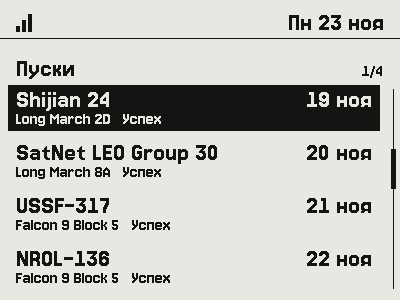 Пн 23 ноя
Пуски
1/4
Shijian 24 19 ноя
Long March 2D Успех
SatNet LEO Group 30 20 ноя
Long March 8A Успех
USSF-317 21 ноя
Falcon 9 Block 5 Успех
NROL-136 22 ноя
Falcon 9 Block 5 Успех